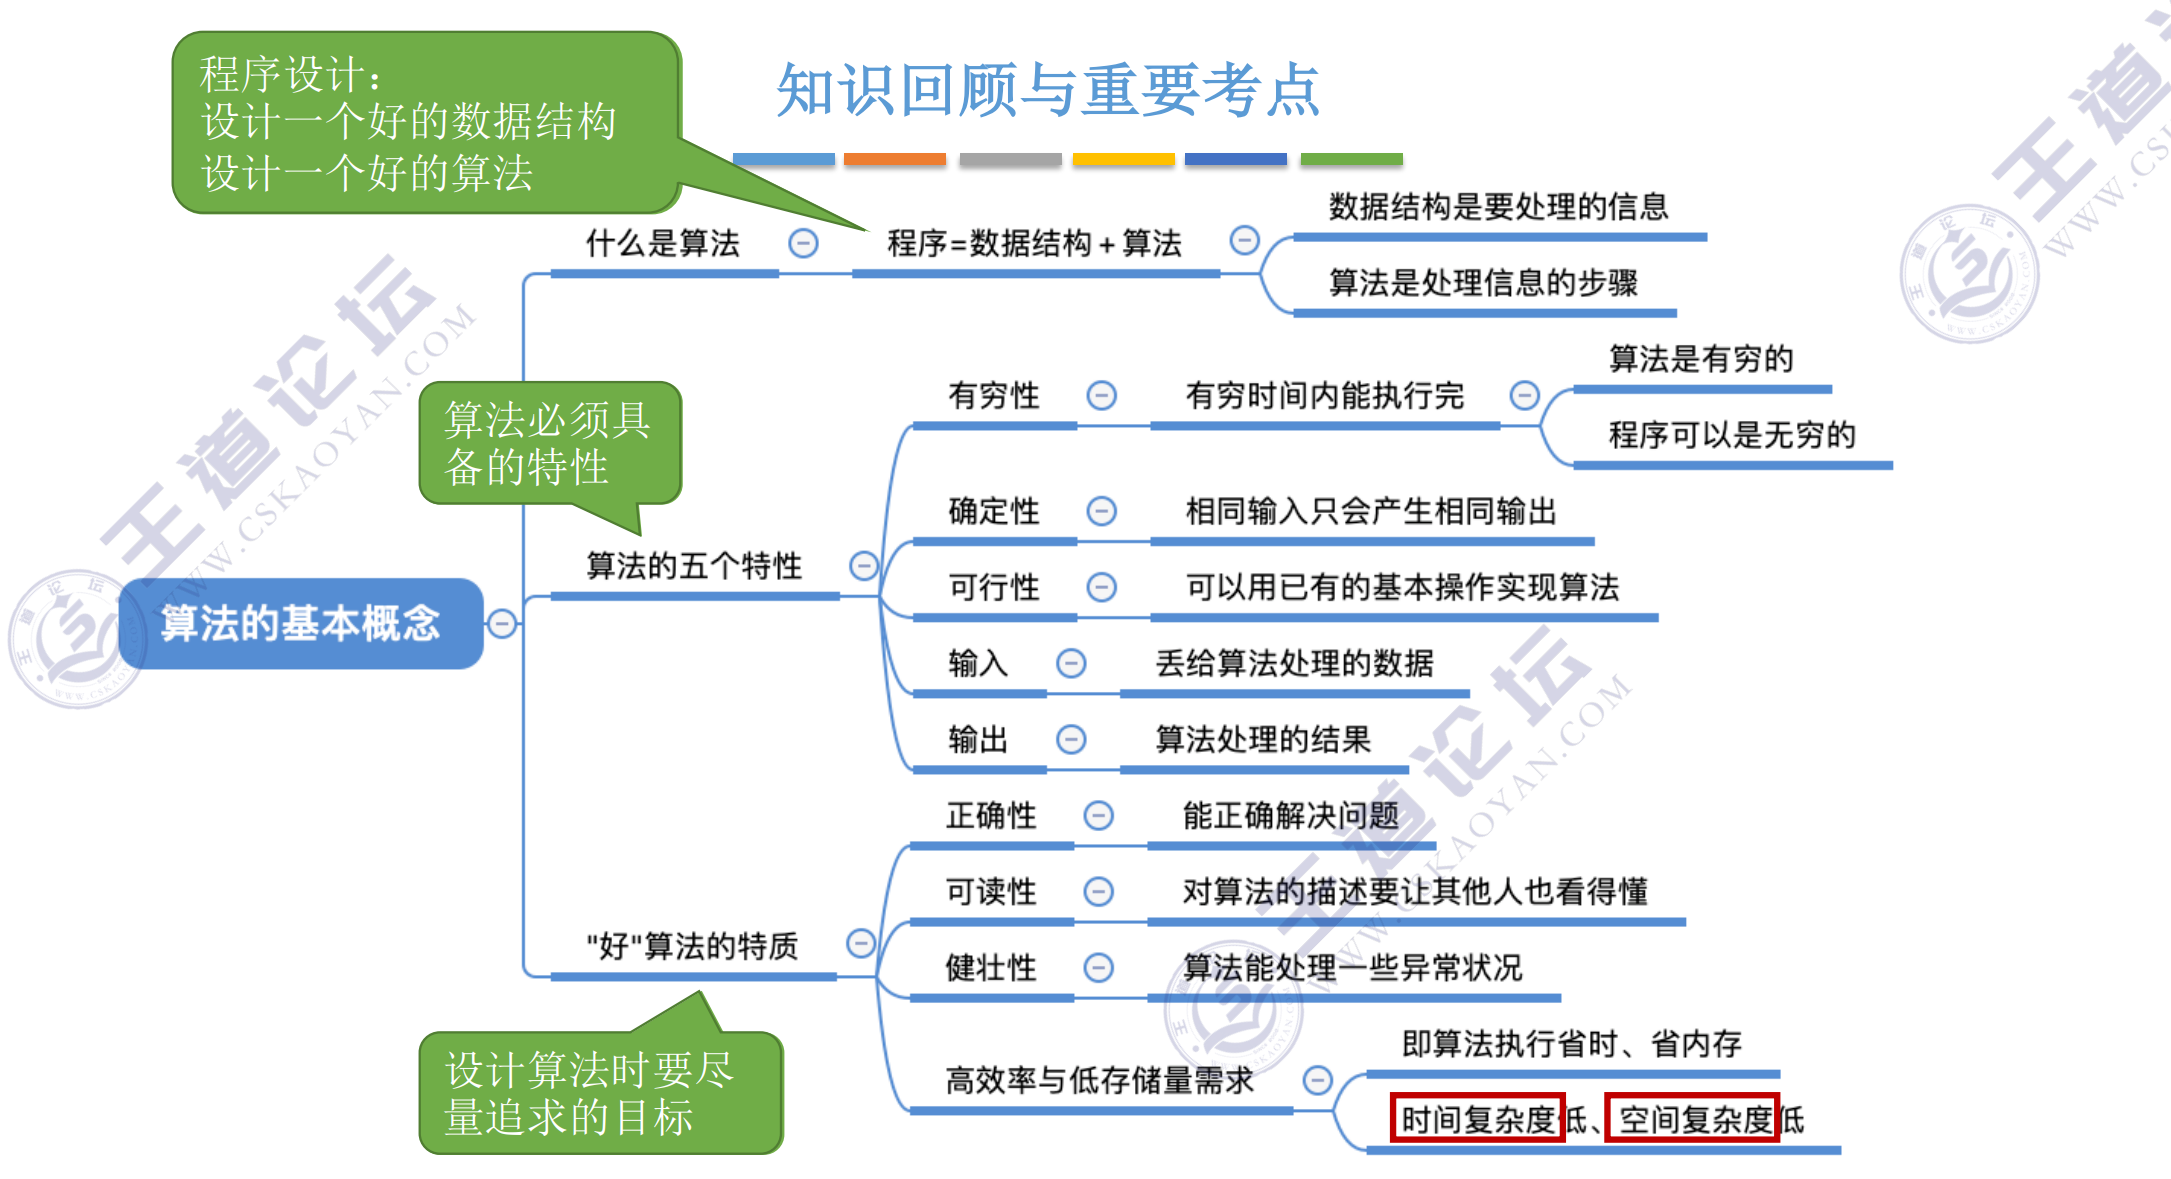 程序设计：
设计一个好的数据结构
设计一个好的算法
知识回顾与重要考点
什么是算法
程序=数据结构+算法
数据结构是要处理的信息
算法是处理信息的步骤
算法必须具
备的特性
算法的基本概念
算法的五个特性
有穷性
有穷时间内能执行完
算法是有穷的
程序可以是无穷的
确定性
相同输入只会产生相同输出
可行性
可以用已有的基本操作实现算法
输入
丢给算法处理的数据
输出
算法处理的结果
"好"算法的特质
正确性
能正确解决问题
可读性
对算法的描述要让其他人也看得懂
健壮性
算法能处理一些异常状况
高效率与低存储量需求
即算法执行省时、省内存
时间复杂度低、空间复杂度低
设计算法时要尽
量追求的目标
王道论坛
WWW.CSKAOYAN.COM
王道论坛
WWW.CSKAOYAN.COM
王道
WWW.CS